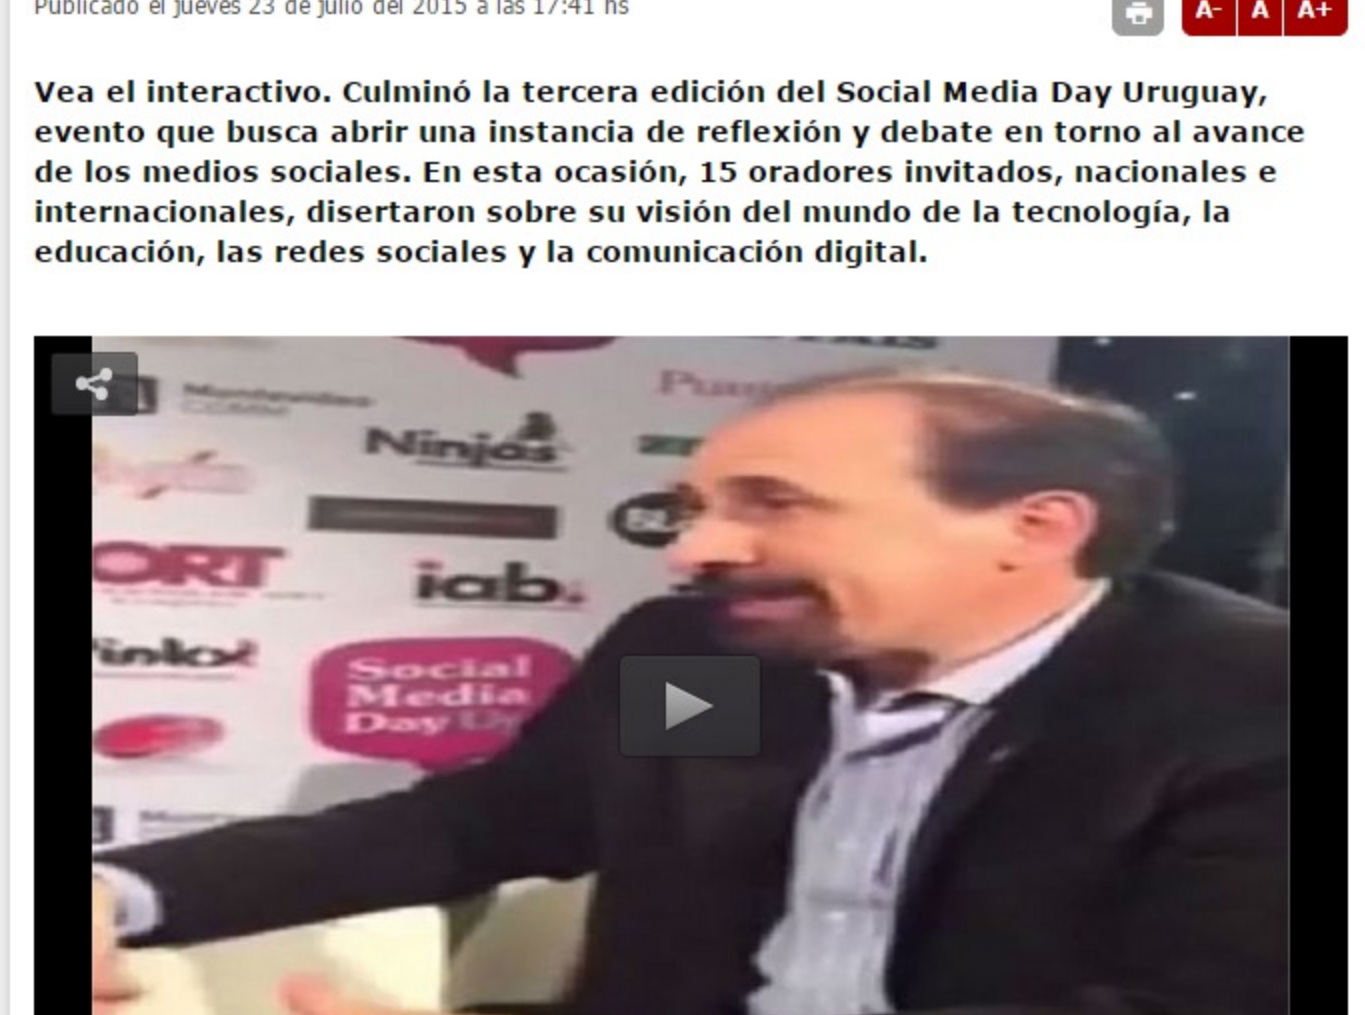 Publicado el jueves 23 de julio del 2015 a las 17:41 hs
A- A A+
Vea el interactivo. Culminó la tercera edición del Social Media Day Uruguay,
evento que busca abrir una instancia de reflexión y debate en torno al avance
de los medios sociales. En esta ocasión, 15 oradores invitados, nacionales e
internacionales, disertaron sobre su visión del mundo de la tecnología, la
educación, las redes sociales y la comunicación digital.
Montevideo
COMM
Ninjas
ORT
iab.
Social
Media
Day